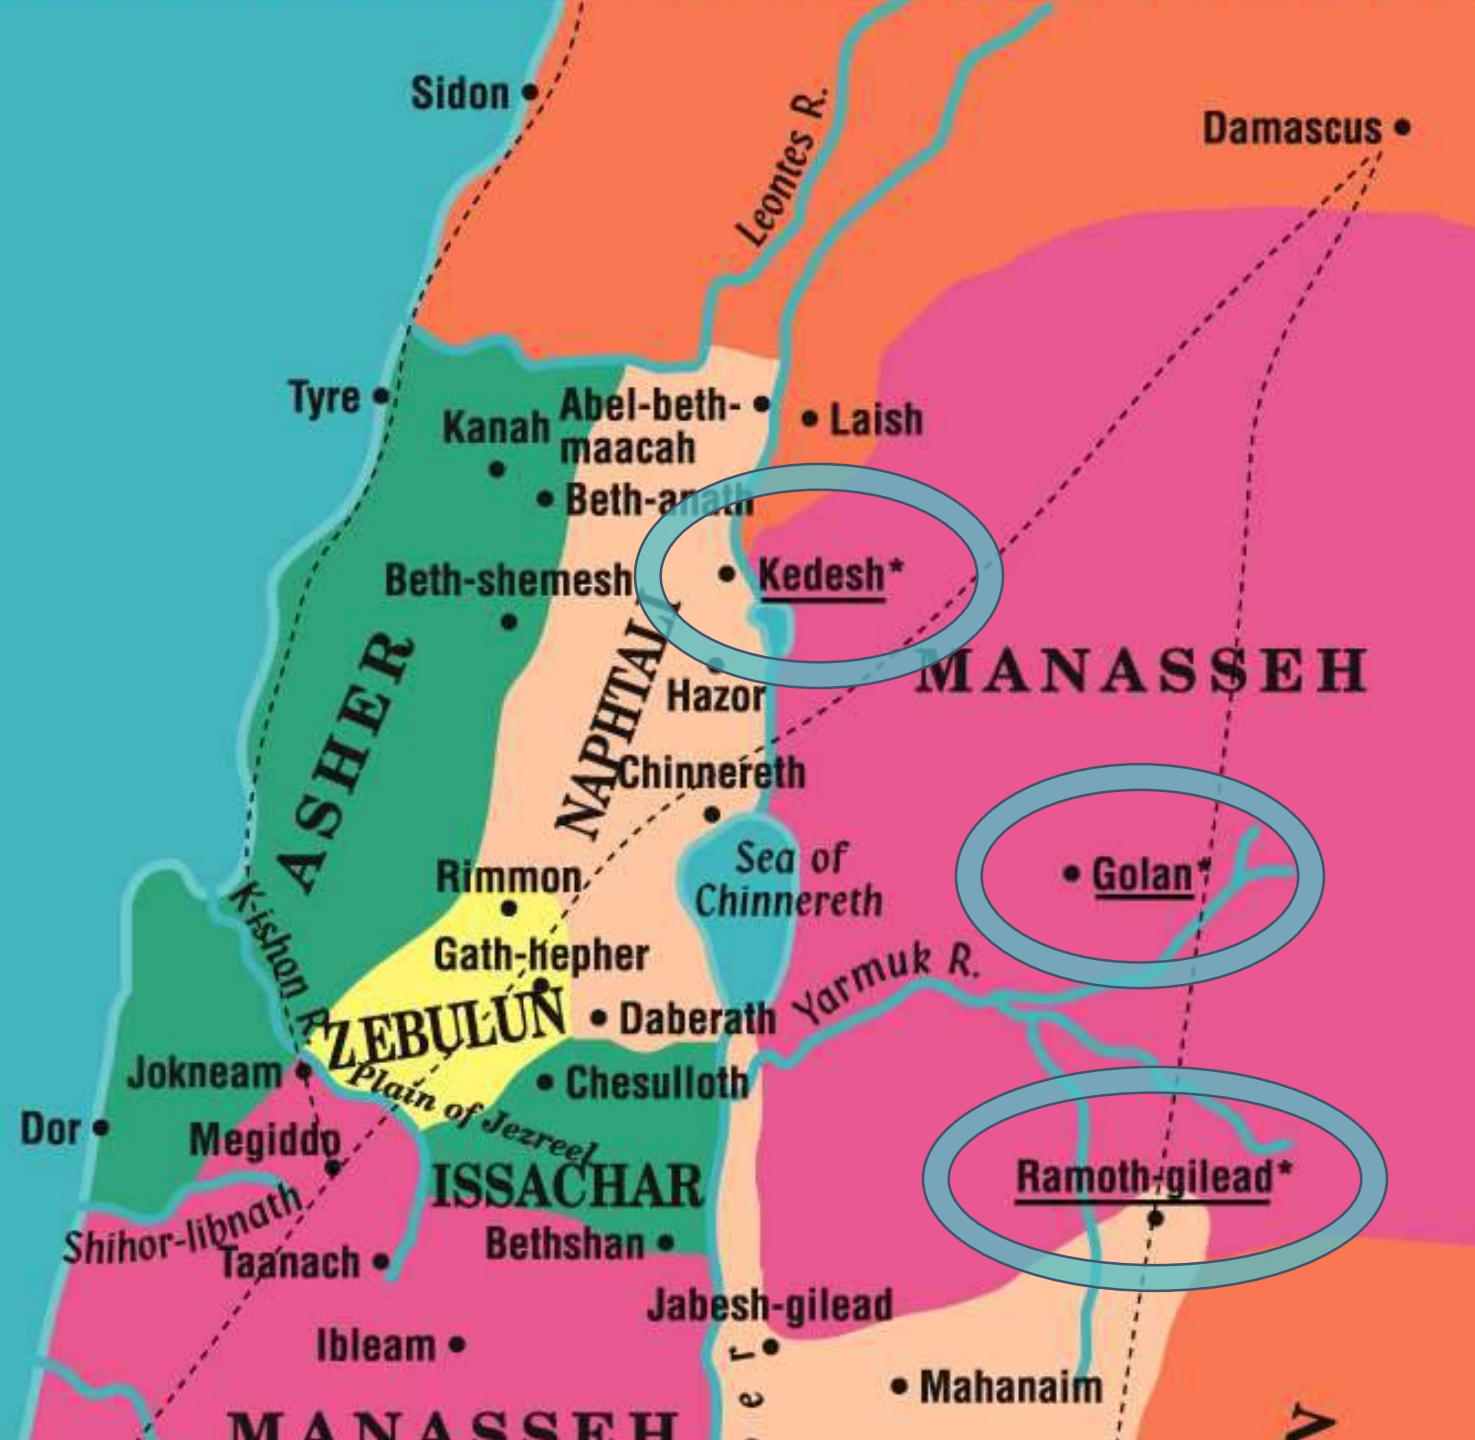 Sidon
Leontes R.
Damascus
Tyre
Kanah
Abel-beth-
maacah
Laish
Beth-anath
Beth-shemesh
Kedesh*
ASHER
NAPHTALI
MANASSEH
Hazor
Chinnereth
Sea of
Chinnereth
Golan*
Rimmon
Kishon R.
Gath-hepher
Yarmuk R.
ZEBULUN
Daberath
Jokneam
Plain of Jezreel
Chesulloth
Dor
Megiddo
ISSACHAR
Ramoth-gilead*
Shihor-libnath
Taanach
Bethshan
Jabesh-gilead
Ibleam
Mahanaim
MANASSEH